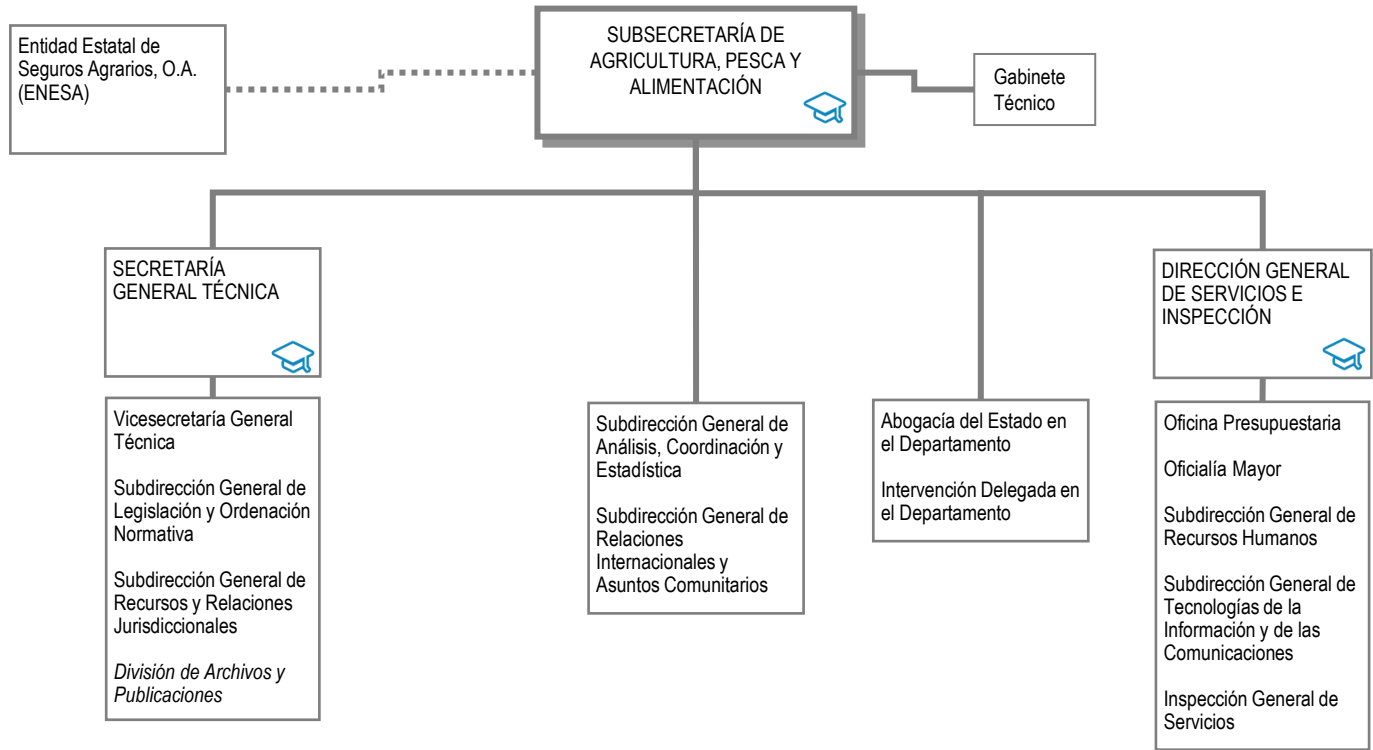 Entidad Estatal de
Seguros Agrarios, O.A.
(ENESA)
SUBSECRETARÍA DE
AGRICULTURA, PESCA Y
ALIMENTACIÓN
Gabinete
Técnico
SECRETARÍA
GENERAL TÉCNICA
DIRECCIÓN GENERAL
DE SERVICIOS E
INSPECCIÓN
Vicesecretaría General
Técnica
Subdirección General de
Legislación y Ordenación
Normativa
Subdirección General de
Recursos y Relaciones
Jurisdiccionales
División de Archivos y
Publicaciones
Subdirección General de
Análisis, Coordinación y
Estadística
Subdirección General de
Relaciones
Internacionales y
Asuntos Comunitarios
Abogacía del Estado en
el Departamento
Intervención Delegada en
el Departamento
Oficina Presupuestaria
Oficialía Mayor
Subdirección General de
Recursos Humanos
Subdirección General de
Tecnologías de la
Información y de las
Comunicaciones
Inspección General de
Servicios